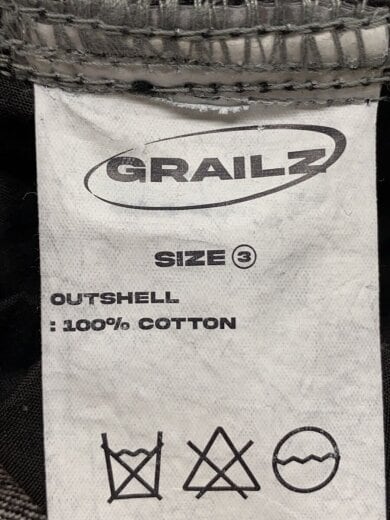 GRAILZ
SIZE 3
OUTSHELL
: 100% COTTON